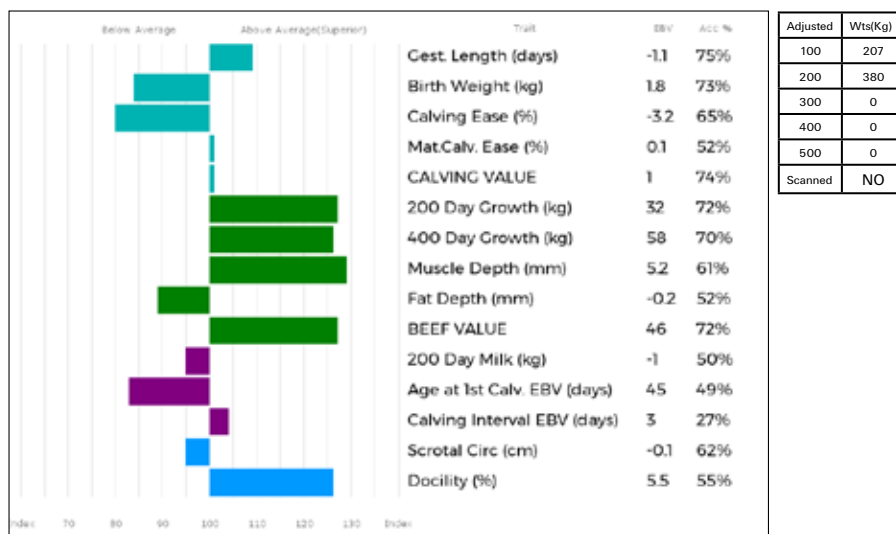 Below Average Above Average(Superior) Trait EBV Acc %
Gest. Length (days) -1.1 75%
Birth Weight (kg) 1.8 73%
Calving Ease (%) -3.2 65%
Mat.Calv. Ease (%) 0.1 52%
CALVING VALUE 1 74%
200 Day Growth (kg) 32 72%
400 Day Growth (kg) 58 70%
Muscle Depth (mm) 5.2 61%
Fat Depth (mm) -0.2 52%
BEEF VALUE 46 72%
200 Day Milk (kg) -1 50%
Age at 1st Calv. EBV (days) 45 49%
Calving Interval EBV (days) 3 27%
Scrotal Circ (cm) -0.1 62%
Docility (%) 5.5 55%
ndex 70 80 90 100 110 120 130 Index
Adjusted Wts(Kg)
100 207
200 380
300 0
400 0
500 0
Scanned NO